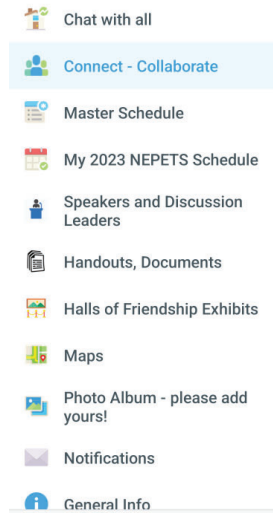 Chat with all
Connect - Collaborate
Master Schedule
My 2023 NEPETS Schedule
Speakers and Discussion
Leaders
Handouts, Documents
Halls of Friendship Exhibits
Maps
Photo Album - please add
yours!
Notifications
General Info